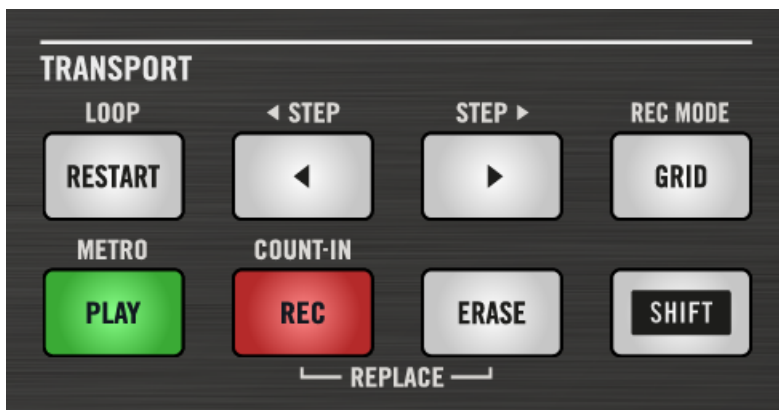 TRANSPORT
LOOP ◀ STEP STEP ▶ REC MODE
RESTART ◀ ▶ GRID
METRO COUNT-IN
PLAY REC ERASE SHIFT
REPLACE